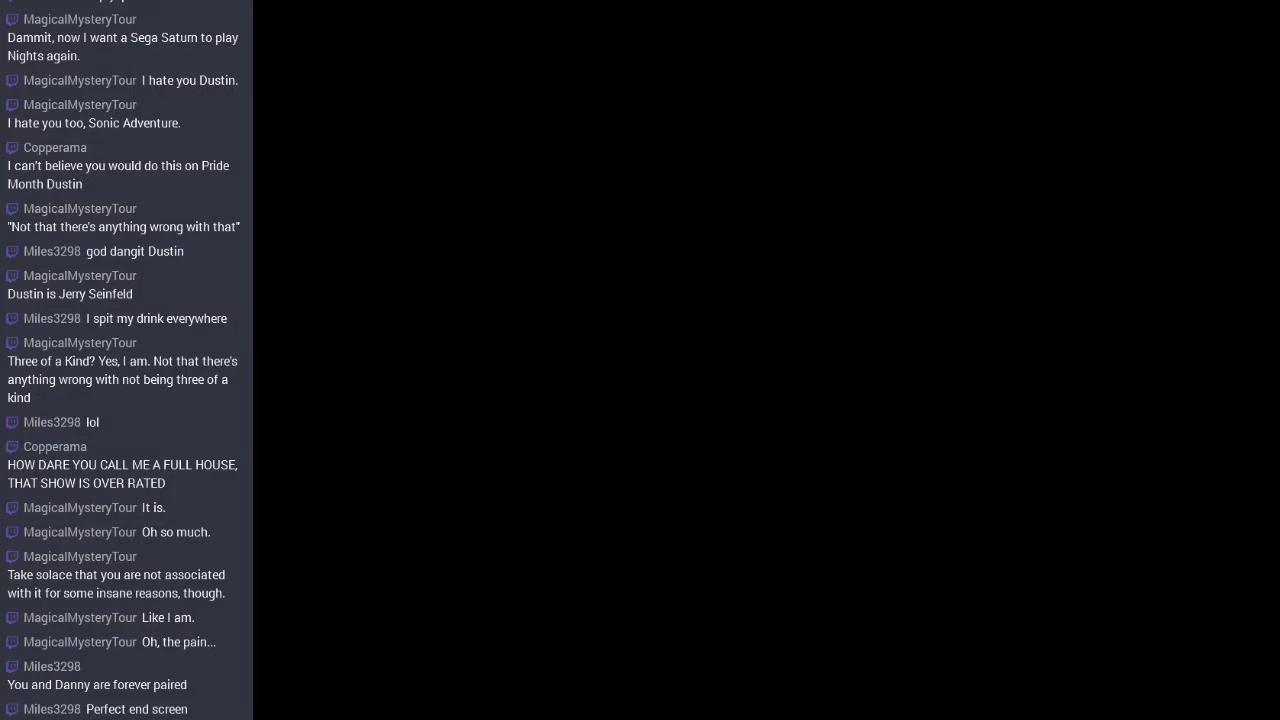 MagicalMysteryTour
Dammit, now I want a Sega Saturn to play
Nights again.
MagicalMysteryTour I hate you Dustin.
MagicalMysteryTour
I hate you too, Sonic Adventure.
Copperama
I can't believe you would do this on Pride
Month Dustin
MagicalMysteryTour
"Not that there's anything wrong with that"
Miles3298 god dangit Dustin
MagicalMysteryTour
Dustin is Jerry Seinfeld
Miles3298 I spit my drink everywhere
MagicalMysteryTour
Three of a Kind? Yes, I am. Not that there's
anything wrong with not being three of a
kind
Miles3298 lol
Copperama
HOW DARE YOU CALL ME A FULL HOUSE,
THAT SHOW IS OVER RATED
MagicalMysteryTour It is.
MagicalMysteryTour Oh so much.
MagicalMysteryTour
Take solace that you are not associated
with it for some insane reasons, though.
MagicalMysteryTour Like I am.
MagicalMysteryTour Oh, the pain...
Miles3298
You and Danny are forever paired
Miles3298 Perfect end screen